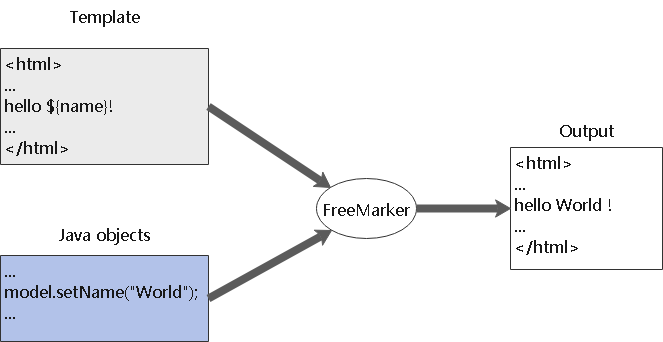 Template
<html>
...
hello ${name}!
...
</html>
Java objects
...
model.setName("World");
...
FreeMarker
Output
<html>
...
hello World !
...
</html>